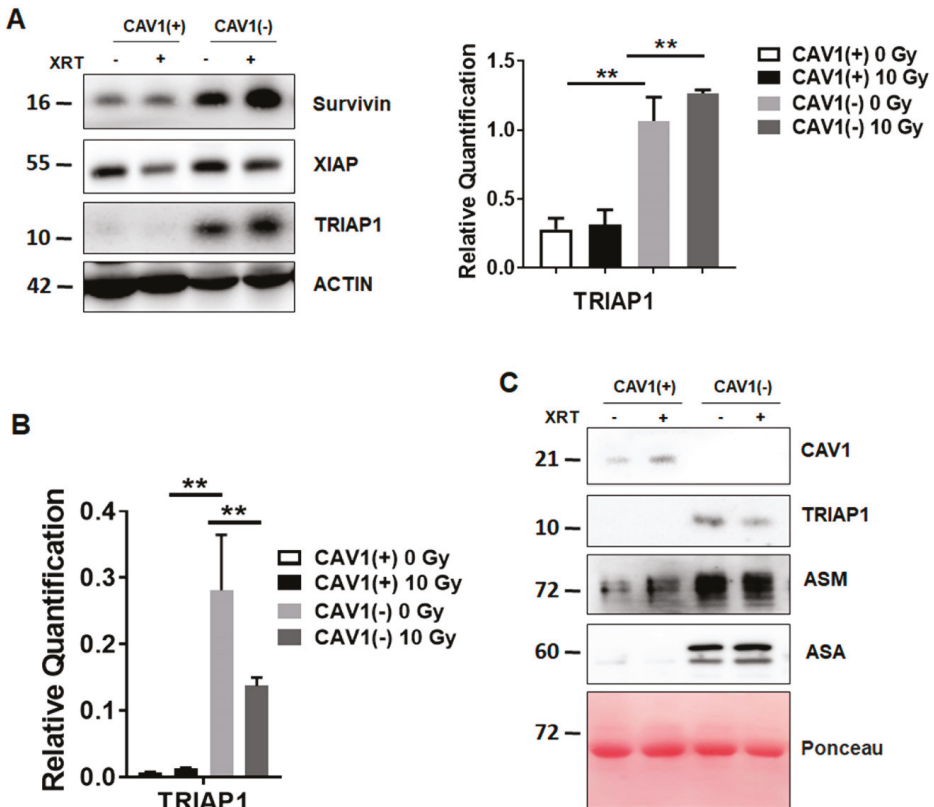 A
CAV1(+) CAV1(-)
XRT - + - +
16 Survivin
55 XIAP
10 TRIAP1
42 ACTIN
Relative Quantification
1.5
1.0
0.5
0.0
** **
TRIAP1
CAV1(+) 0 Gy
CAV1(+) 10 Gy
CAV1(-) 0 Gy
CAV1(-) 10 Gy
B
Relative Quantification
0.4
0.3
0.2
0.1
0.0
**
**
TRIAP1
CAV1(+) 0 Gy
CAV1(+) 10 Gy
CAV1(-) 0 Gy
CAV1(-) 10 Gy
C
CAV1(+) CAV1(-)
XRT - + - +
21 CAV1
10 TRIAP1
72 ASM
60 ASA
72
Ponceau